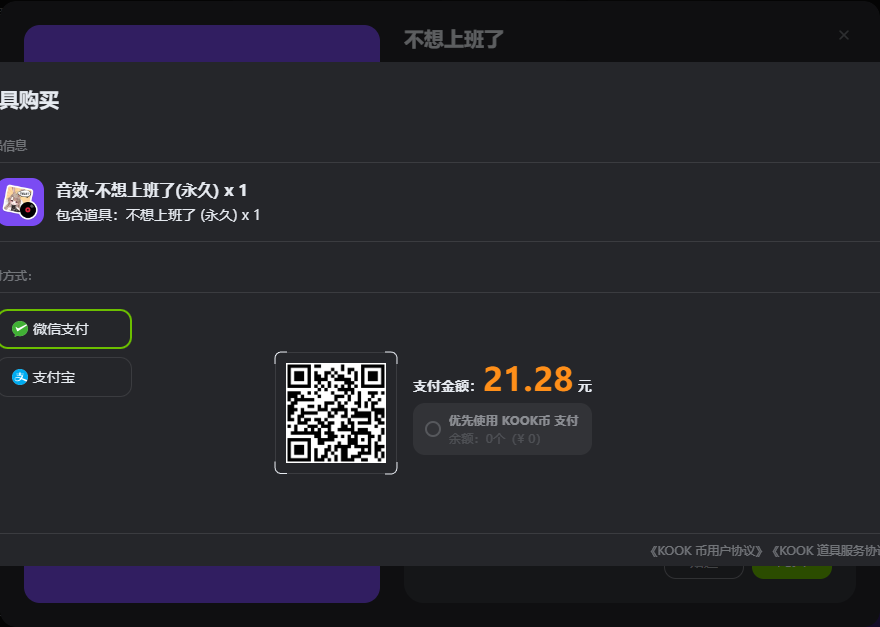 不想上班了
具购买
信息
音效-不想上班了(永久) x 1
包含道具：不想上班了 (永久) x 1
方式:
微信支付
支付宝
支付金额： 21.28 元
优先使用 KOOK币 支付
余额： 0个 (¥ 0)
《KOOK 币用户协议》 《KOOK 道具服务协